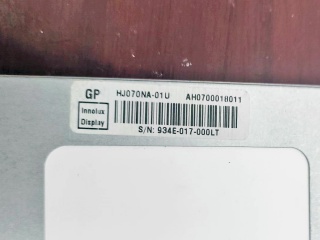 GP HJ070NA-01U AH0700018011
Innolux
Display
S/N: 934E-017-000LT